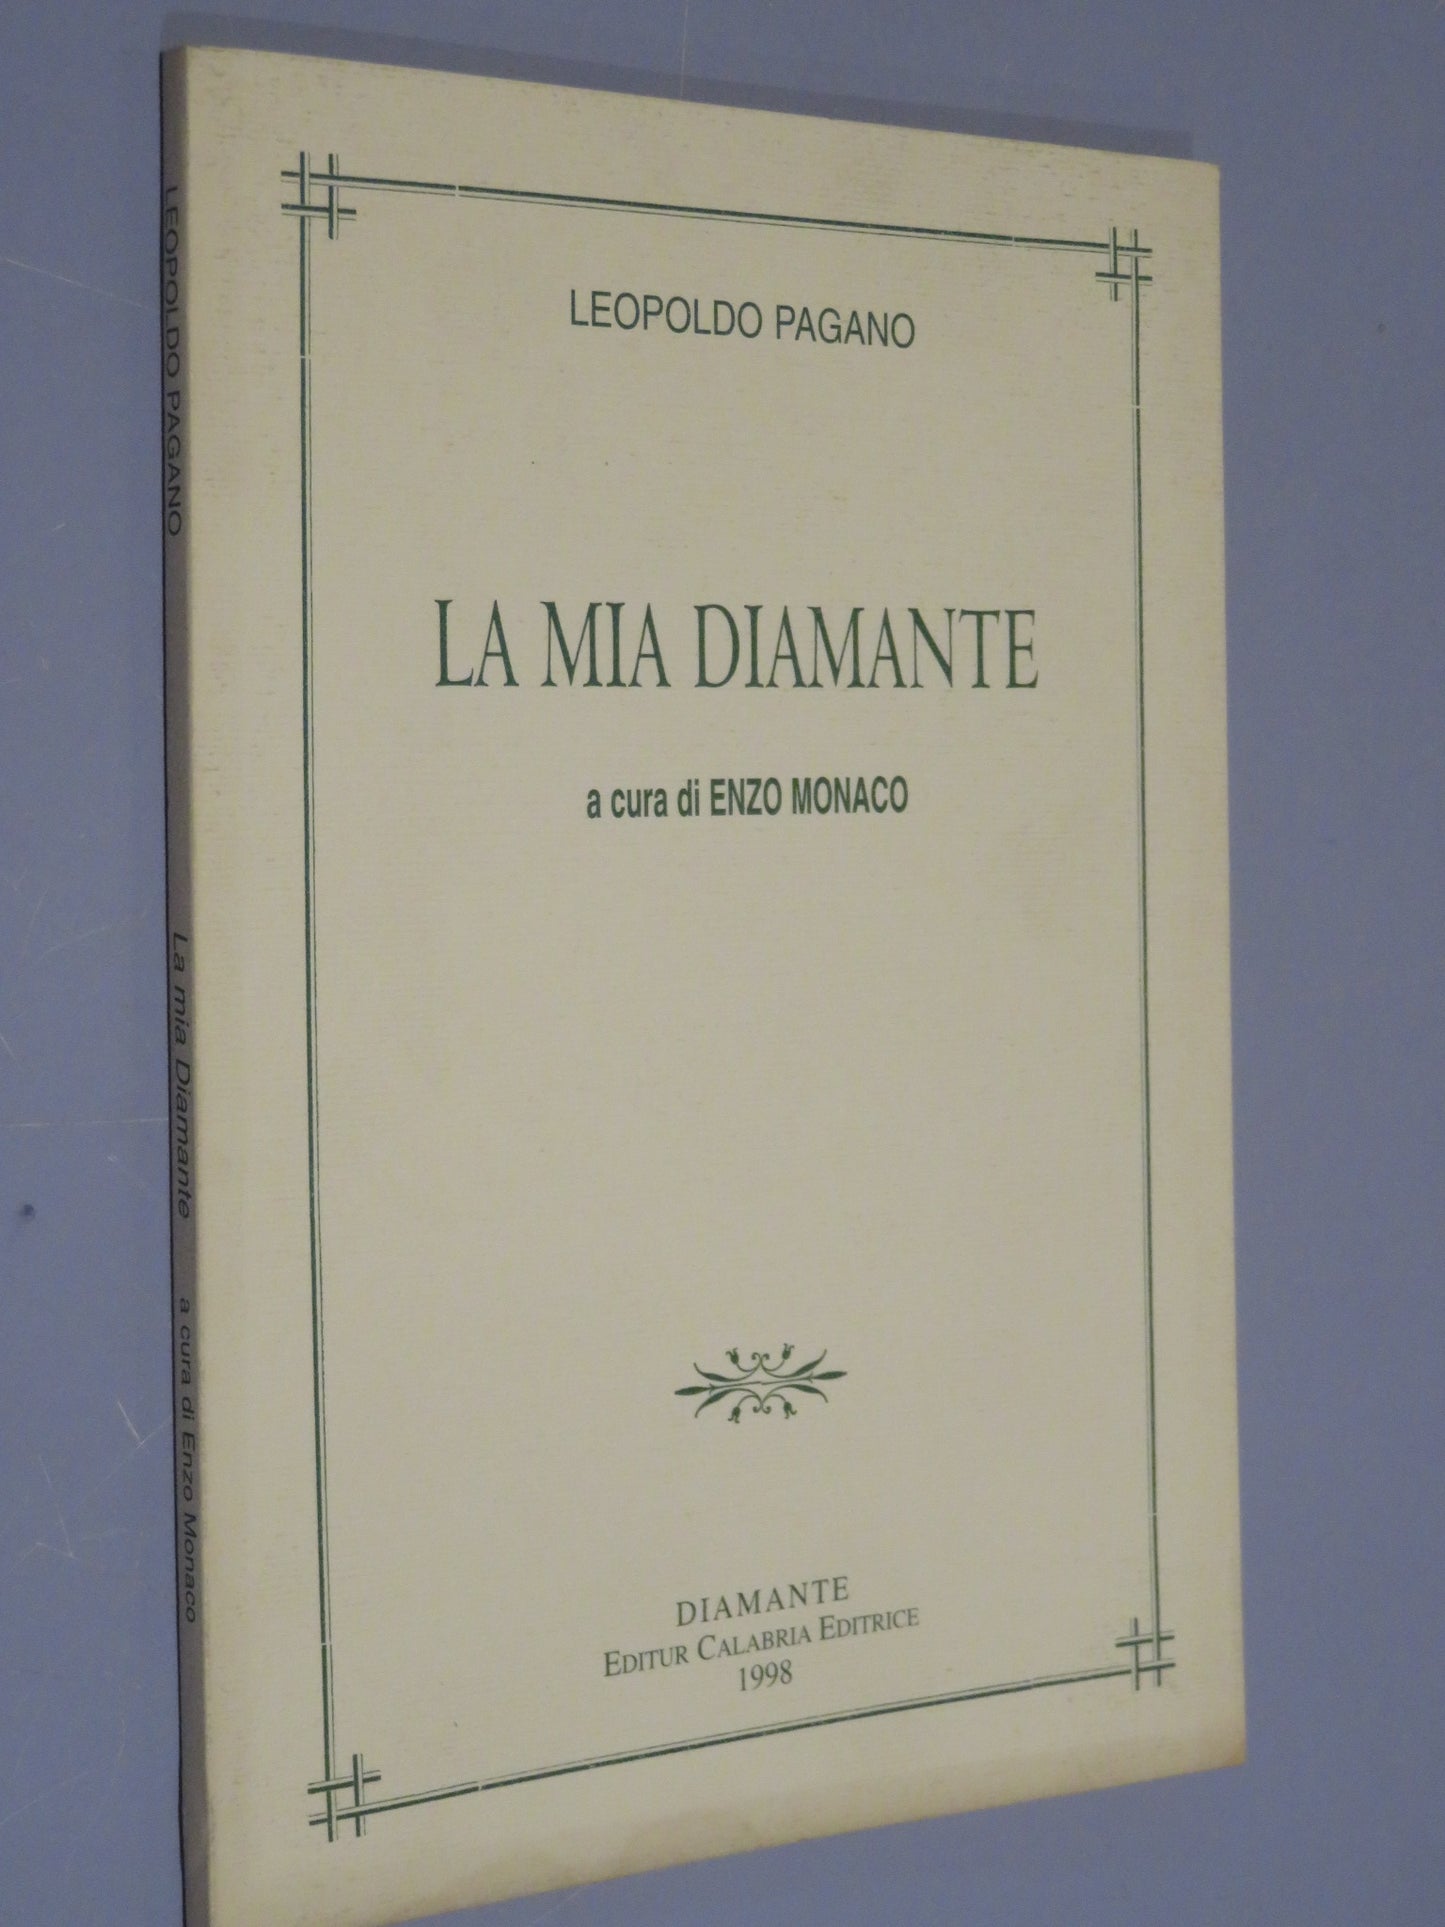 LEOPOLDO PAGANO
LA MIA DIAMANTE
a cura di ENZO MONACO
DIAMANTE
EDITUR CALABRIA EDITRICE
1998
LEOPOLDO PAGANO La mia Diamante a cura di Enzo Monaco